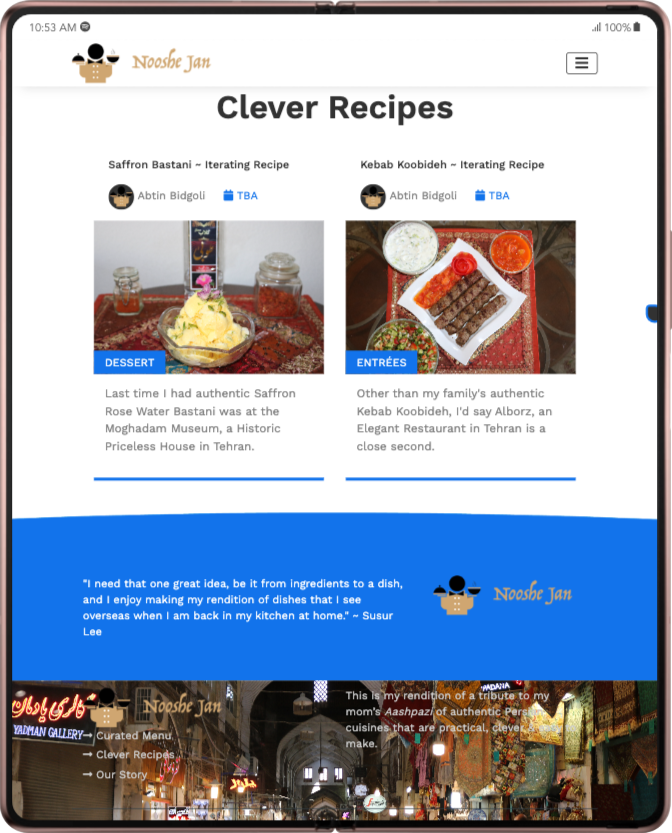 10:53 AM
100%
Nooshe Jan
Clever Recipes
Saffron Bastani ~ Iterating Recipe
Abtin Bidgoli TBA
DESSERT
Last time I had authentic Saffron
Rose Water Bastani was at the
Moghadam Museum, a Historic
Priceless House in Tehran.
Kebab Koobideh ~ Iterating Recipe
Abtin Bidgoli TBA
ENTRÉES
Other than my family's authentic
Kebab Koobideh, I'd say Alborz, an
Elegant Restaurant in Tehran is a
close second.
"I need that one great idea, be it from ingredients to a dish,
and I enjoy making my rendition of dishes that I see
overseas when I am back in my kitchen at home." ~ Susur
Lee
Nooshe Jan
گالری یادمان
YADMAN GALLERY
Nooshe Jan
Curated Menu
Clever Recipes
Our Story
This is my rendition of a tribute to my
mom's Aashpazi of authentic
cuisines that are practical, clever
make.
PADANA